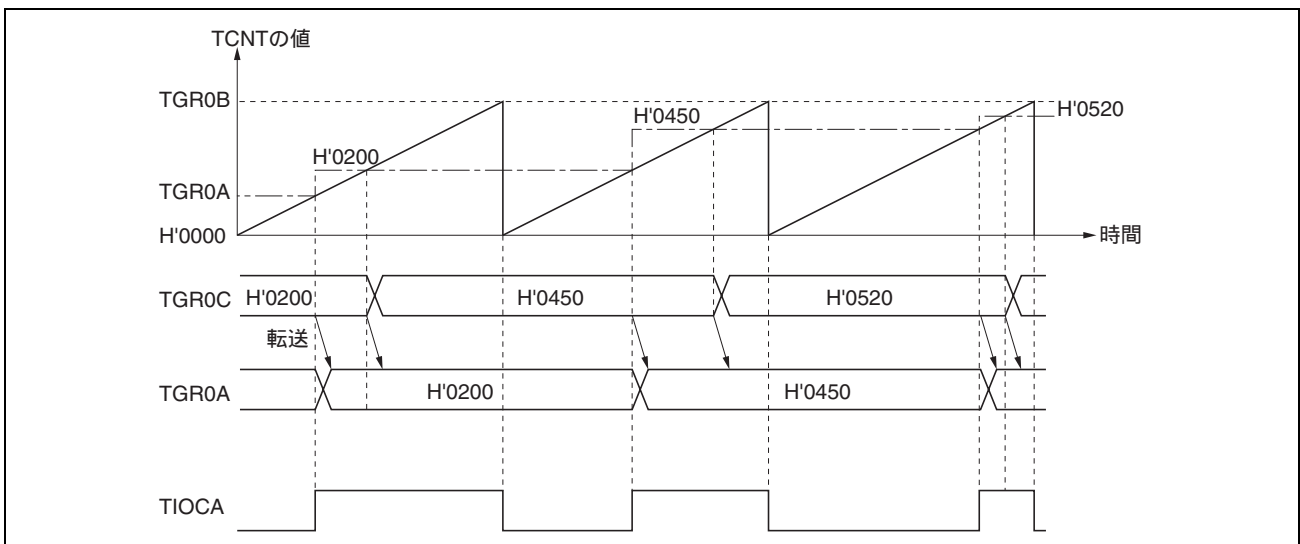 TCNTの値
TGR0B
H'0520
H'0450
H'0200
TGR0A
H'0000
時間
TGR0C H'0200 H'0450 H'0520
転送
TGR0A H'0200 H'0450
TIOCA